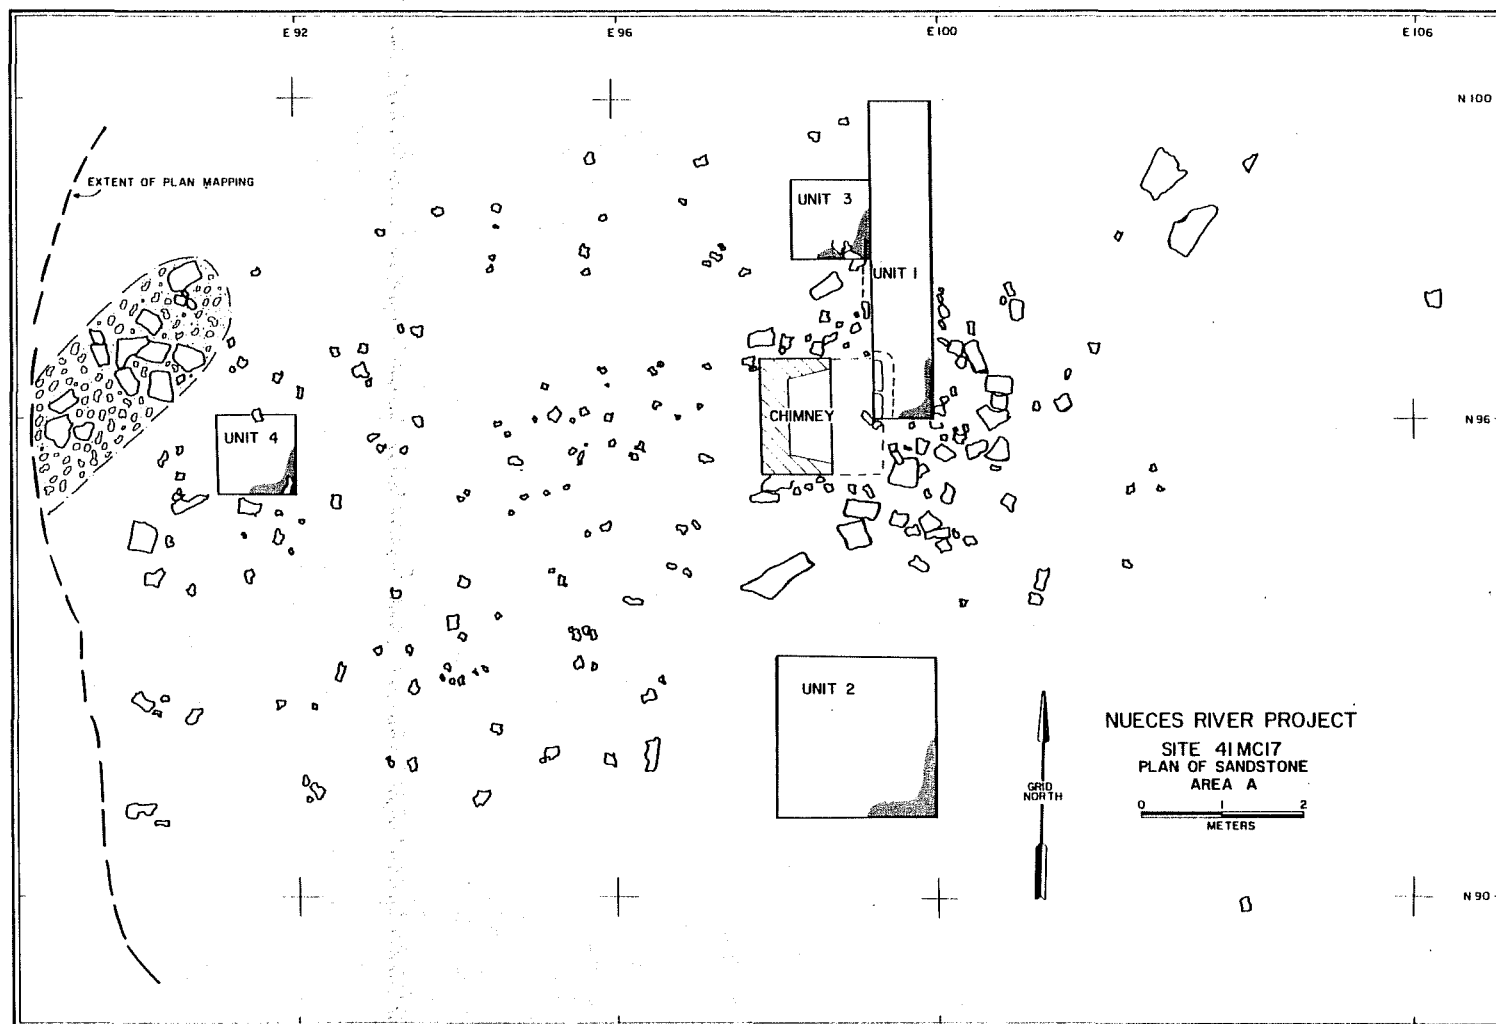 E 92
E 96
E 100
E 106
N 100
EXTENT OF PLAN MAPPING
UNIT 3
UNIT 1
CHIMNEY
N 96
UNIT 4
UNIT 2
NUECES RIVER PROJECT
SITE 41MC17
PLAN OF SANDSTONE
AREA A
GRID
NORTH
0 2
METERS
N 90